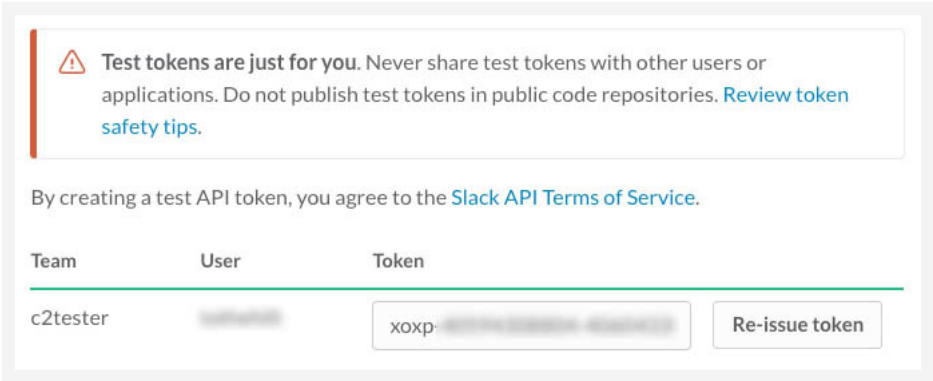 Test tokens are just for you. Never share test tokens with other users or
applications. Do not publish test tokens in public code repositories. Review token
safety tips.
By creating a test API token, you agree to the Slack API Terms of Service.
Team User Token
c2tester xoxp- Re-issue token